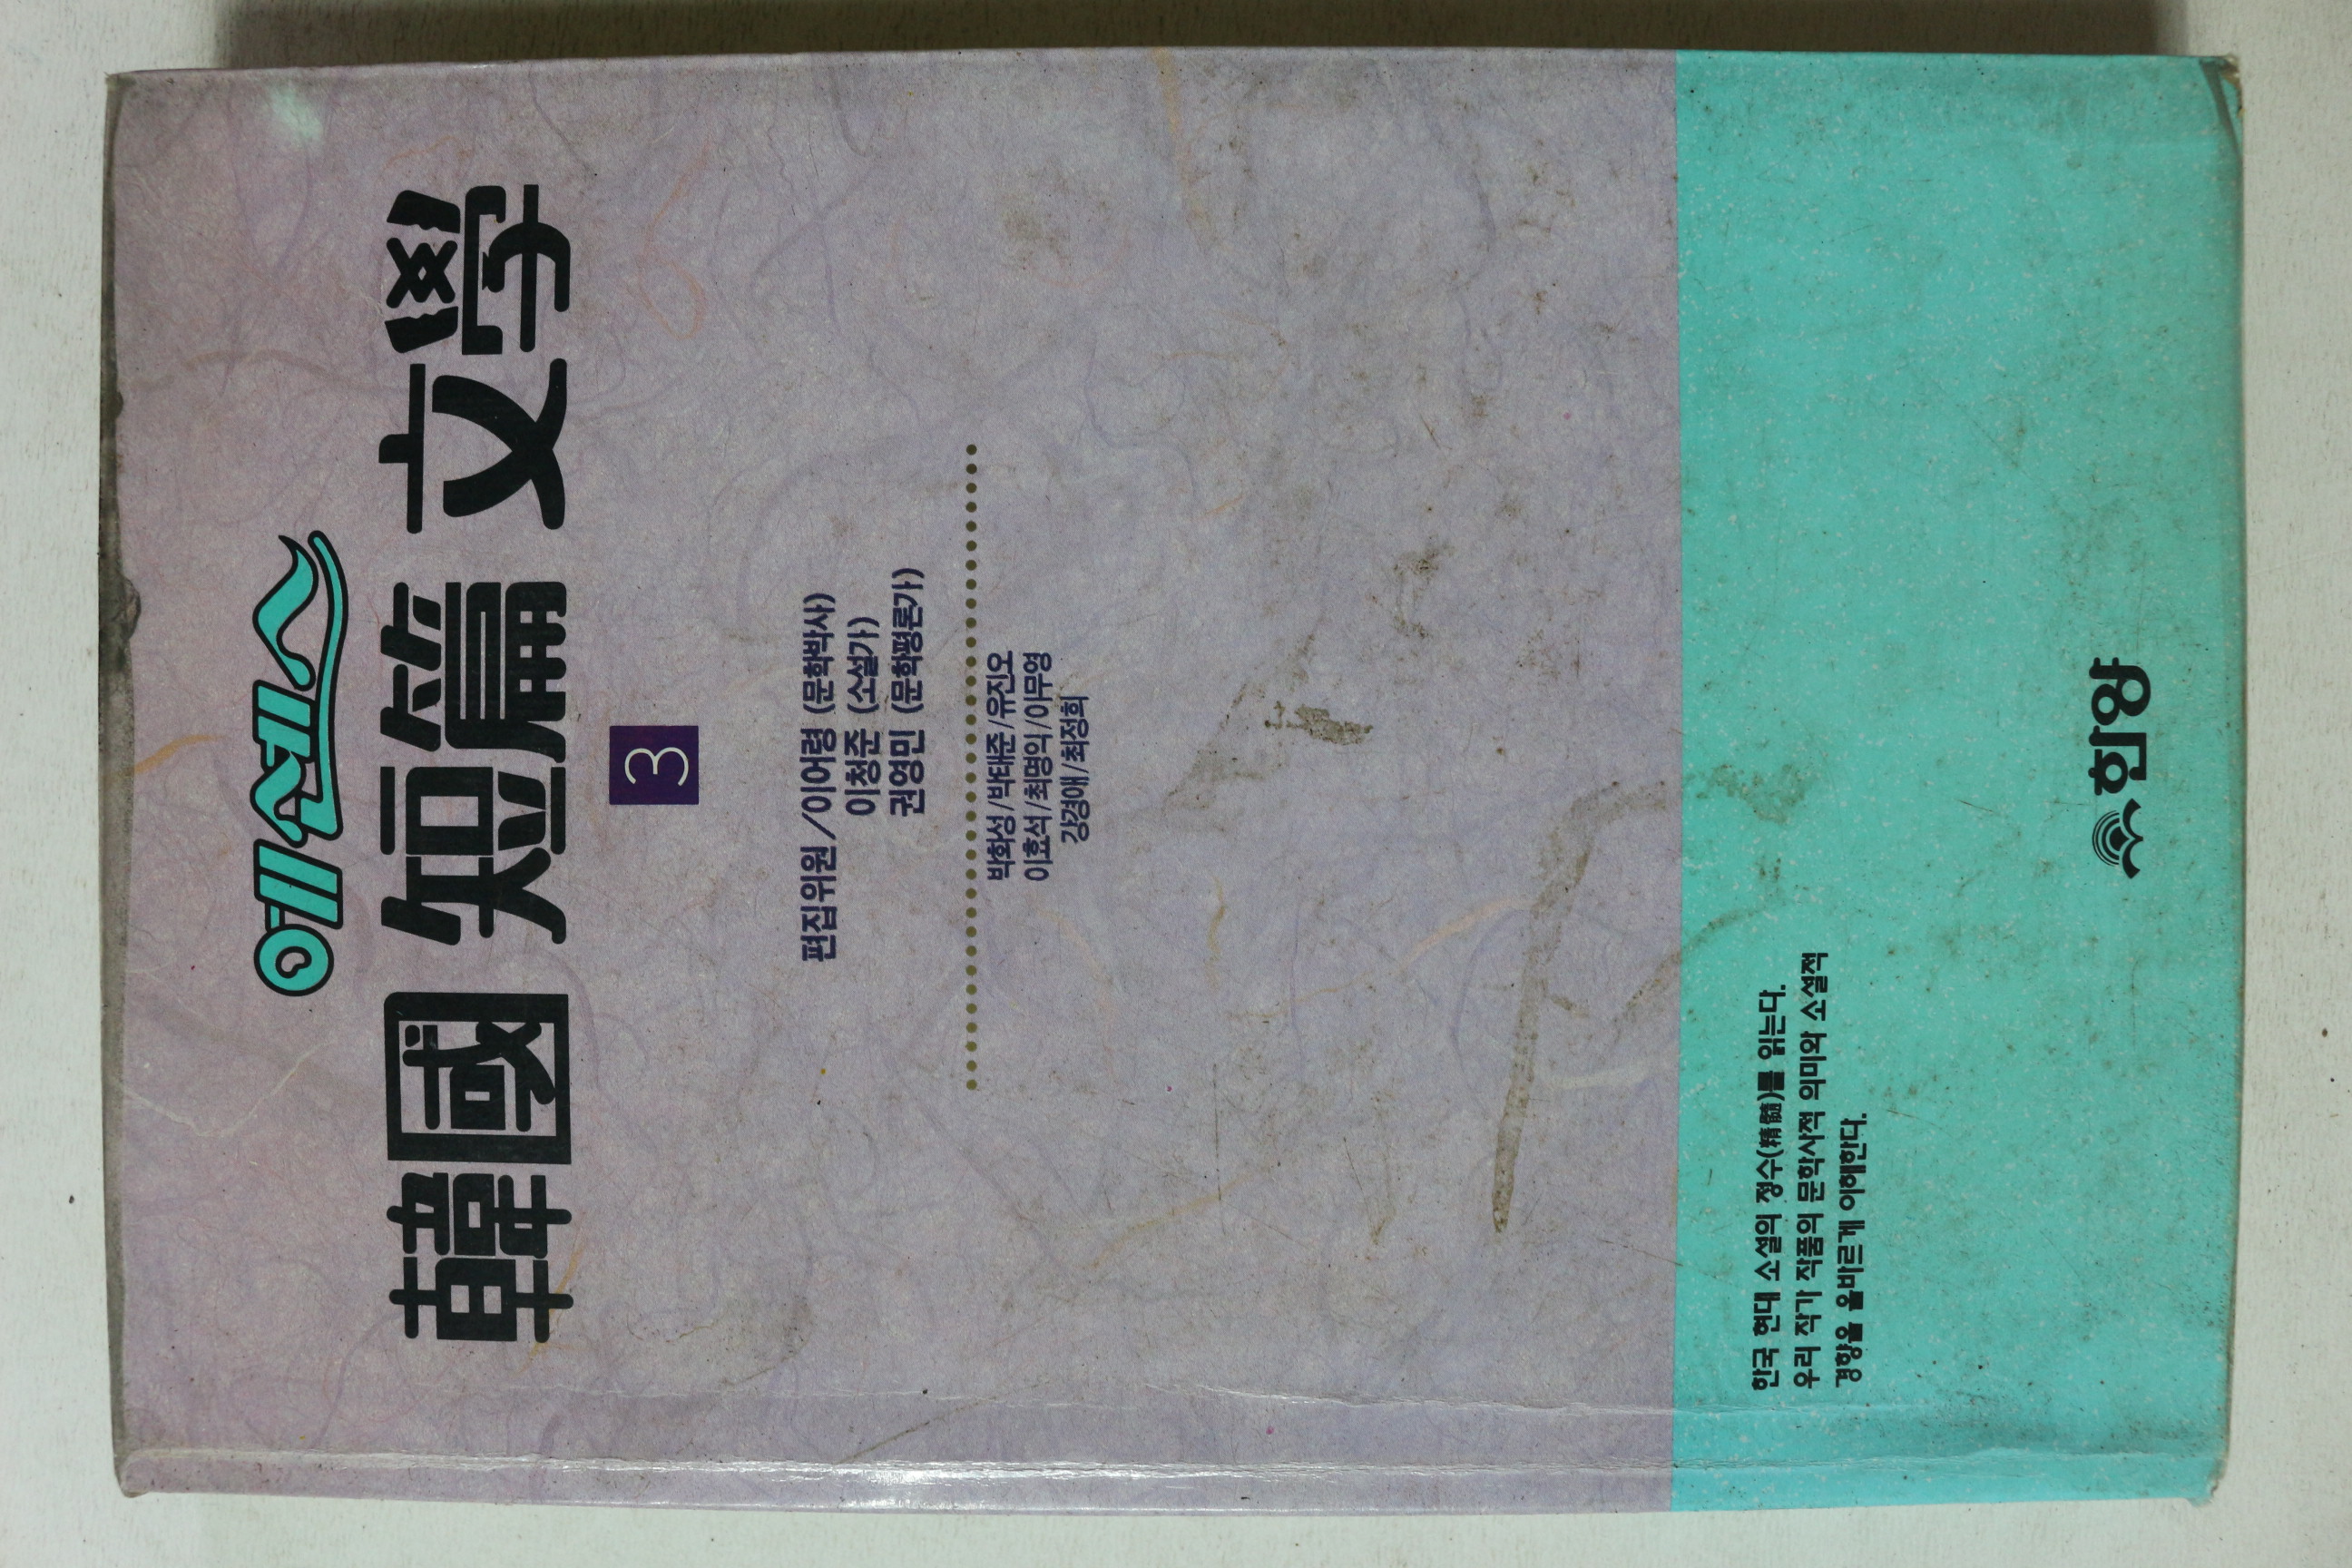 에센스
韓國 短篇 文學
3
편집위원/이어령 (문학박사)
이청준 (소설가)
권영민 (문학평론가)
박화성/박태준/유진오
이효석/최명익/이무영
강경애/최정희
한국 현대 소설의 정수(精髓)를 읽는다.
우리 작가 작품의 문학사적 의미와 소설적
경향을 올바르게 이해한다.
한양